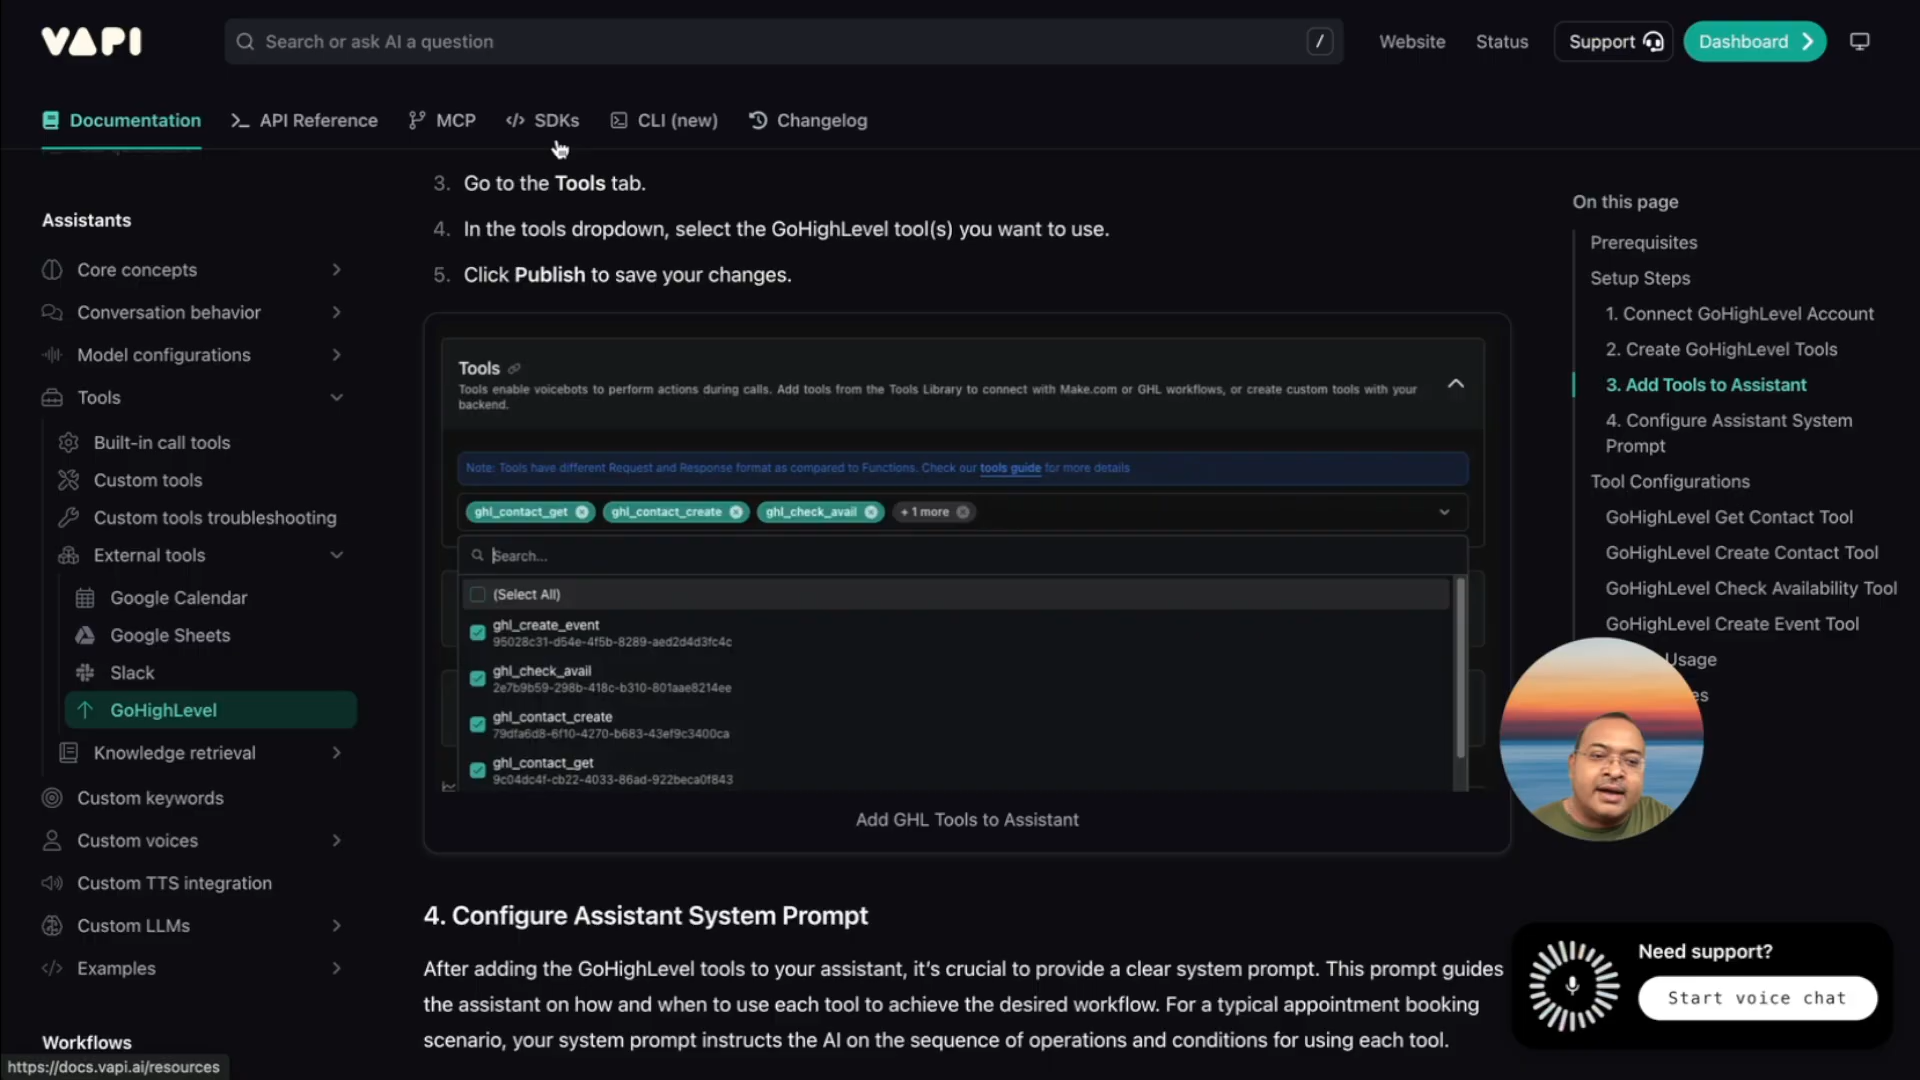 VAPI
Search or ask AI a question
/
Website
Status
Support
Dashboard
Documentation
API Reference
MCP
SDKs
CLI (new)
Changelog
Assistants
Core concepts
Conversation behavior
Model configurations
Tools
Built-in call tools
Custom tools
Custom tools troubleshooting
External tools
Google Calendar
Google Sheets
Slack
GoHighLevel
Knowledge retrieval
Custom keywords
Custom voices
Custom TTS integration
Custom LLMs
Examples
Workflows
https://docs.vapi.ai/resources
3. Go to the Tools tab.
4. In the tools dropdown, select the GoHighLevel tool(s) you want to use.
5. Click Publish to save your changes.
Tools
Tools enable voicebots to perform actions during calls. Add tools from the Tools Library to connect with Make.com or GHL workflows, or create custom tools with your
backend.
Note: Tools have different Request and Response format as compared to Functions. Check our tools guide for more details
ghl_contact_get
ghl_contact_create
ghl_check_avail
+ 1 more
Search...
(Select All)
ghl_create_event
95028c31-d54e-4f5b-8289-aed2d4d3fc4c
ghl_check_avail
2e7b9b59-298b-418c-b310-801aae8214ee
ghl_contact_create
79dfa6d8-6f10-4270-b683-43ef9c3400ca
ghl_contact_get
9c04dc4f-cb22-4033-86ad-922beca0f843
Add GHL Tools to Assistant
4. Configure Assistant System Prompt
After adding the GoHighLevel tools to your assistant, it's crucial to provide a clear system prompt. This prompt guides
the assistant on how and when to use each tool to achieve the desired workflow. For a typical appointment booking
scenario, your system prompt instructs the AI on the sequence of operations and conditions for using each tool.
On this page
Prerequisites
Setup Steps
1. Connect GoHighLevel Account
2. Create GoHighLevel Tools
3. Add Tools to Assistant
4. Configure Assistant System
Prompt
Tool Configurations
GoHighLevel Get Contact Tool
GoHighLevel Create Contact Tool
GoHighLevel Check Availability Tool
GoHighLevel Create Event Tool
Usage
es
Need support?
Start voice chat